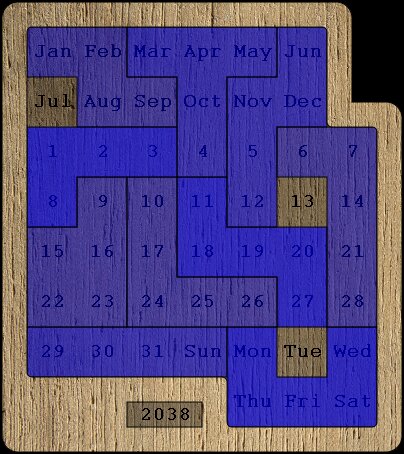 Jan Feb Mar Apr May Jun
Jul Aug Sep Oct Nov Dec
1 2 3 4 5 6 7
8 9 10 11 12 13 14
15 16 17 18 19 20 21
22 23 24 25 26 27 28
29 30 31 Sun Mon Tue Wed
Thu Fri Sat
2038